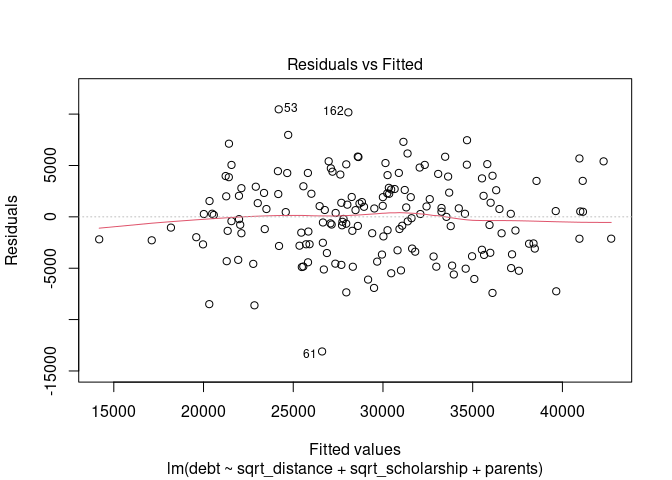 Residuals vs Fitted
53
162
61
5000
0
-5000
-15000
Residuals
15000 20000 25000 30000 35000 40000
Fitted values
lm(debt ~ sqrt_distance + sqrt_scholarship + parents)